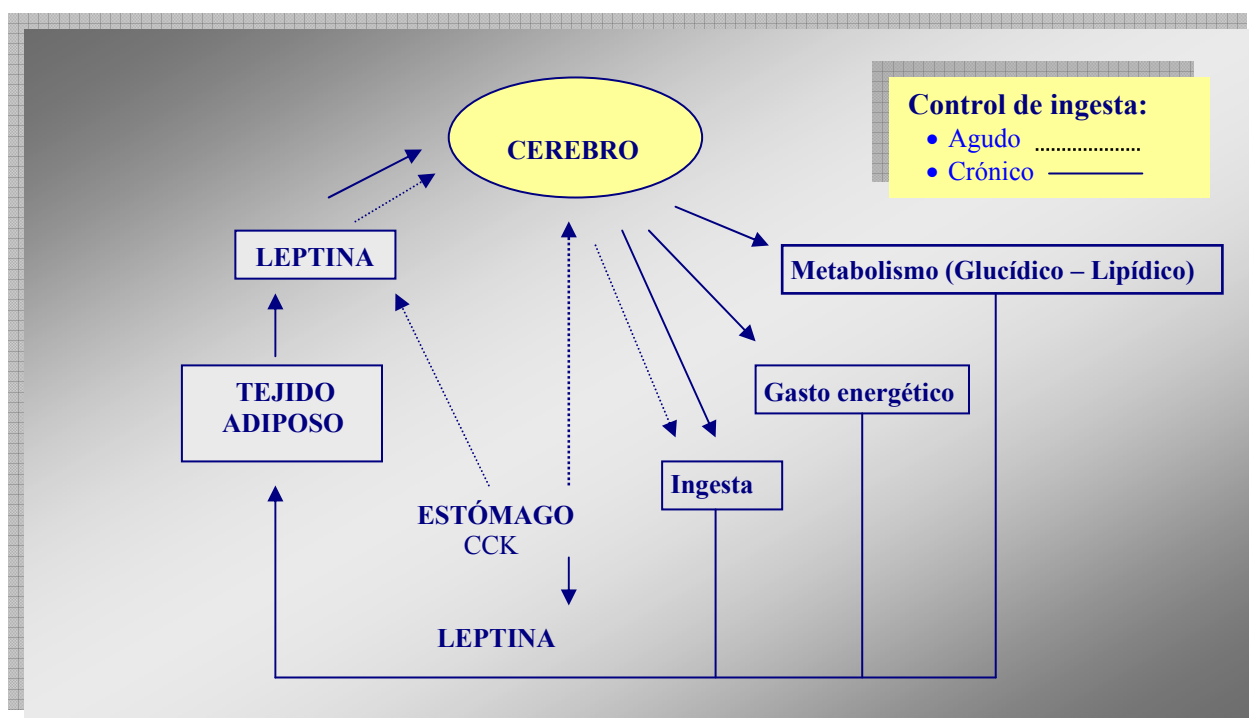 Control de ingesta:
• Agudo ......................
• Crónico
CEREBRO
LEPTINA
Metabolismo (Glucídico – Lipídico)
TEJIDO
ADIPOSO
Gasto energético
Ingesta
ESTÓMAGO
CCK
LEPTINA